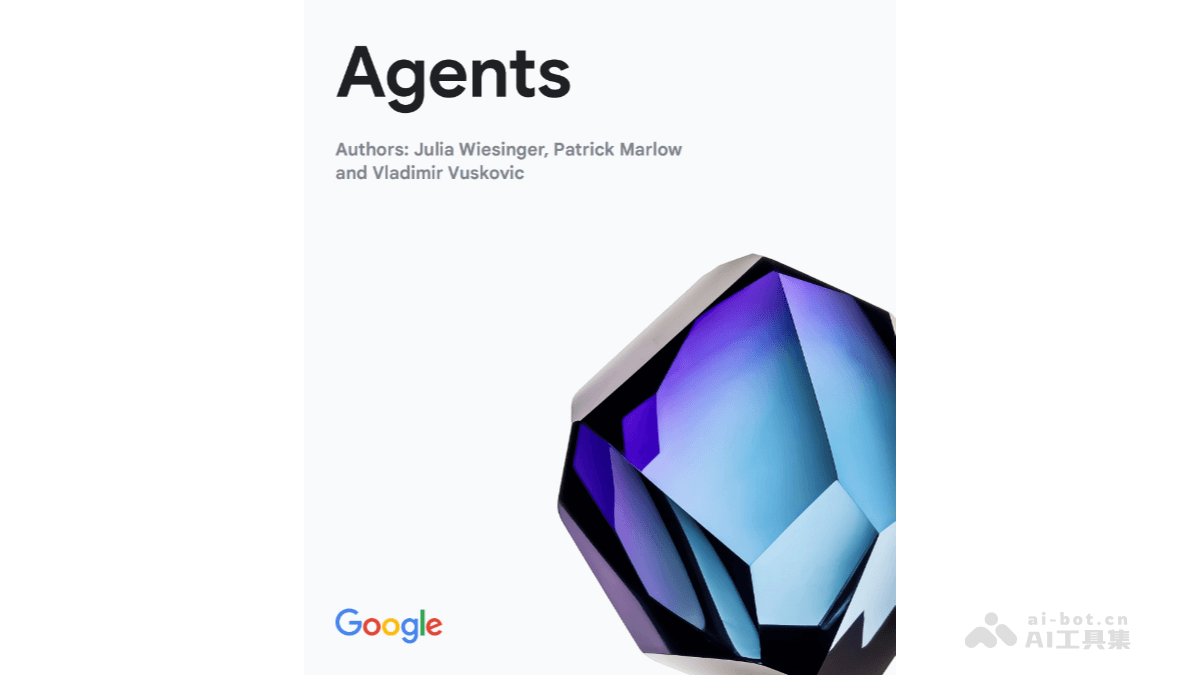 Agents
Authors: Julia Wiesinger, Patrick Marlow
and Vladimir Vuskovic
Google
ai-bot.cn
AI工具集